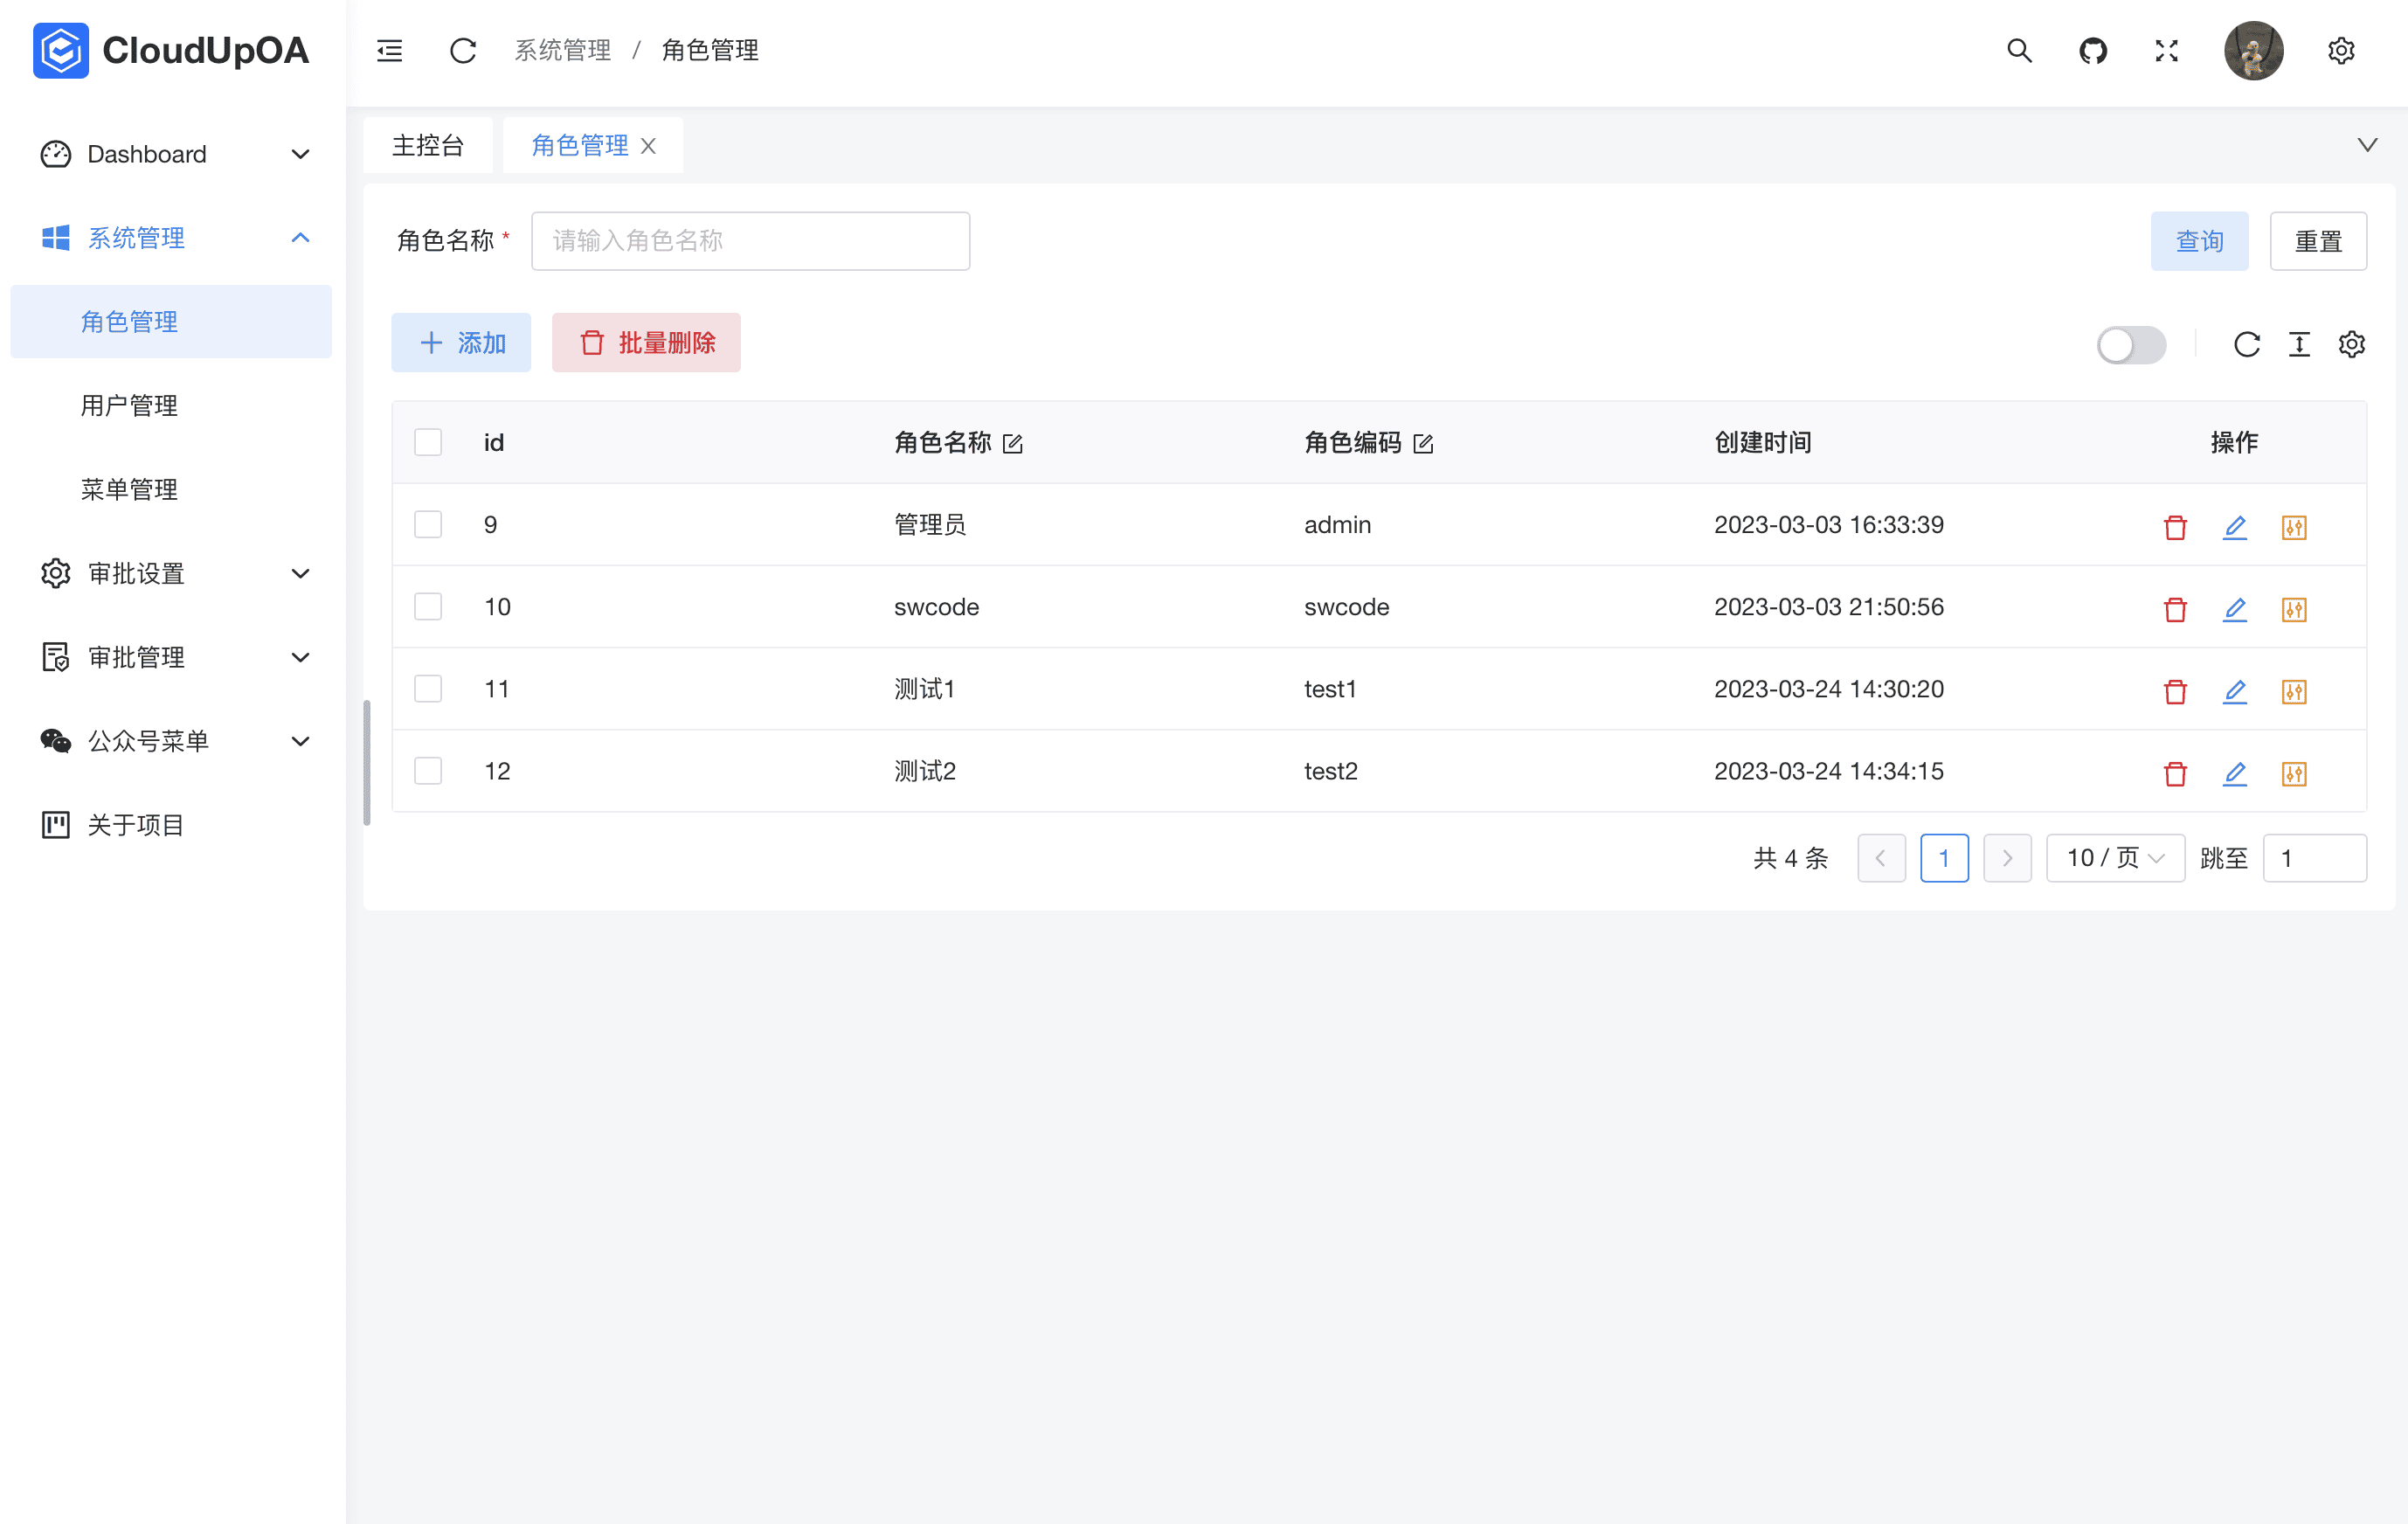 CloudUpOA
系统管理 / 角色管理
Dashboard
系统管理
角色管理
用户管理
菜单管理
审批设置
审批管理
公众号菜单
关于项目
主控台 角色管理
角色名称 * 请输入角色名称 查询 重置
添加 批量删除
id 角色名称 角色编码 创建时间 操作
9 管理员 admin 2023-03-03 16:33:39
10 swcode swcode 2023-03-03 21:50:56
11 测试1 test1 2023-03-24 14:30:20
12 测试2 test2 2023-03-24 14:34:15
共 4 条 1 10 / 页 跳至 1